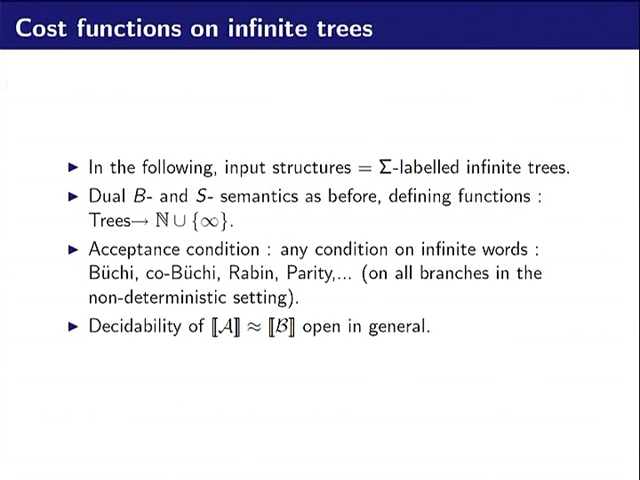 Cost functions on infinite trees
► In the following, input structures = Σ-labelled infinite trees.
► Dual B- and S- semantics as before, defining functions :
Trees→ ℕ ∪ {∞}.
► Acceptance condition : any condition on infinite words :
Büchi, co-Büchi, Rabin, Parity,... (on all branches in the
non-deterministic setting).
► Decidability of ⟦𝒜⟧ ≈ ⟦ℬ⟧ open in general.